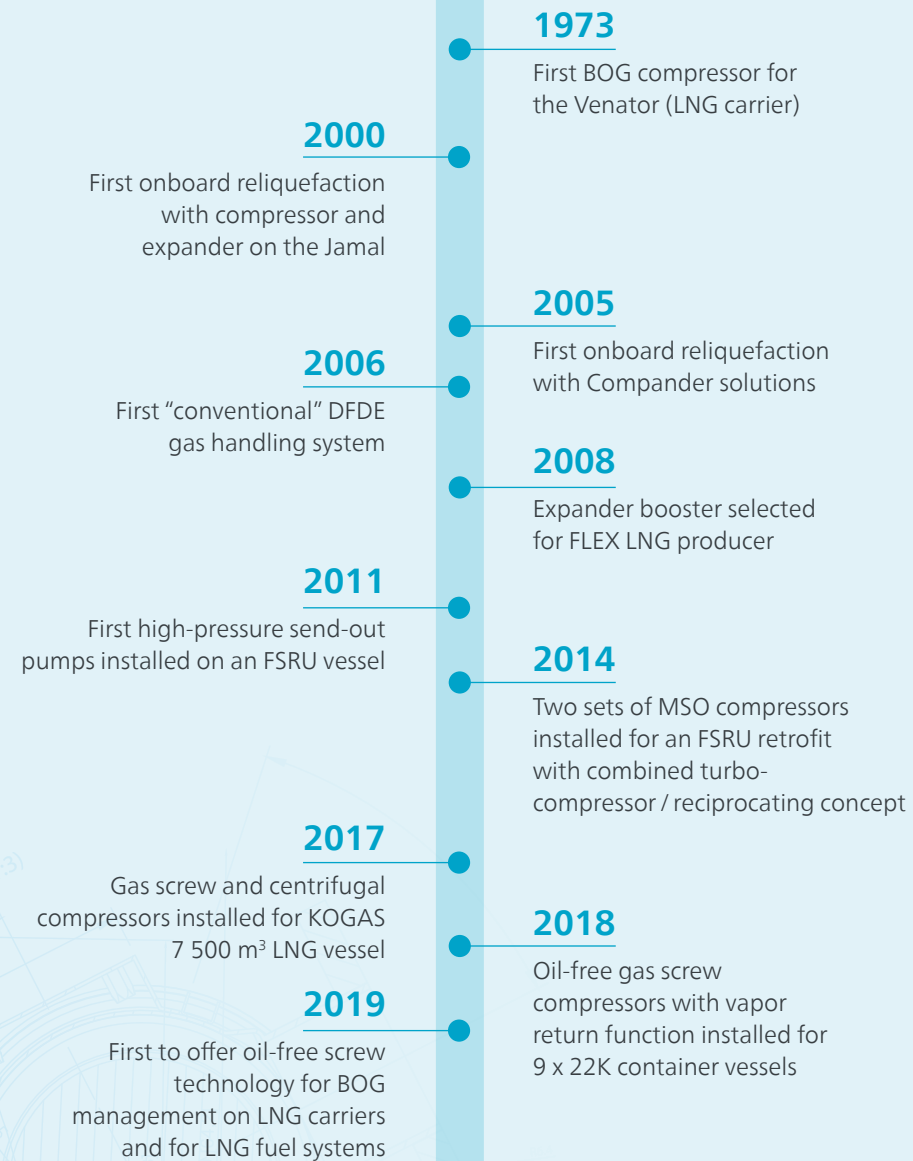 1973
First BOG compressor for
the Venator (LNG carrier)
2000
First onboard reliquefaction
with compressor and
expander on the Jamal
2005
First onboard reliquefaction
with Compander solutions
2006
First “conventional” DFDE
gas handling system
2008
Expander booster selected
for FLEX LNG producer
2011
First high-pressure send-out
pumps installed on an FSRU vessel
2014
Two sets of MSO compressors
installed for an FSRU retrofit
with combined turbo-
compressor / reciprocating concept
2017
Gas screw and centrifugal
compressors installed for KOGAS
7 500 m³ LNG vessel
2018
Oil-free gas screw
compressors with vapor
return function installed for
9 x 22K container vessels
2019
First to offer oil-free screw
technology for BOG
management on LNG carriers
and for LNG fuel systems